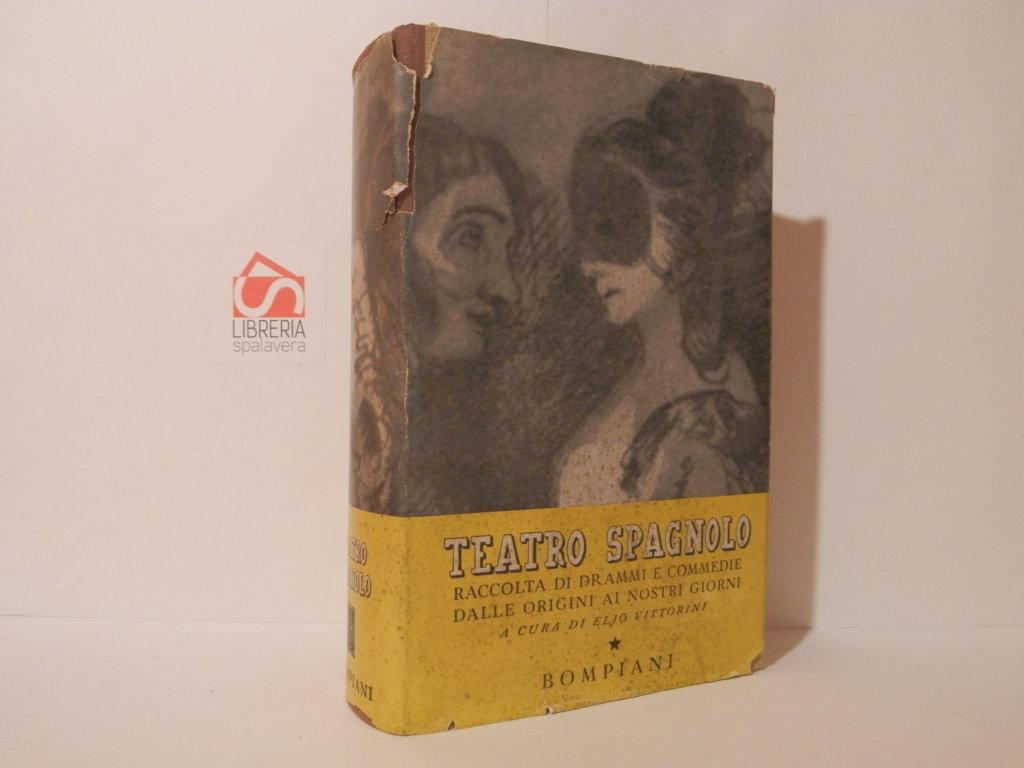 LIBRERIA
spalavera
TEATRO SPAGNOLO
RACCOLTA DI DRAMMI E COMMEDIE
DALLE ORIGINI AI NOSTRI GIORNI
A CURA DI ELIO VITTORINI
BOMPIANI